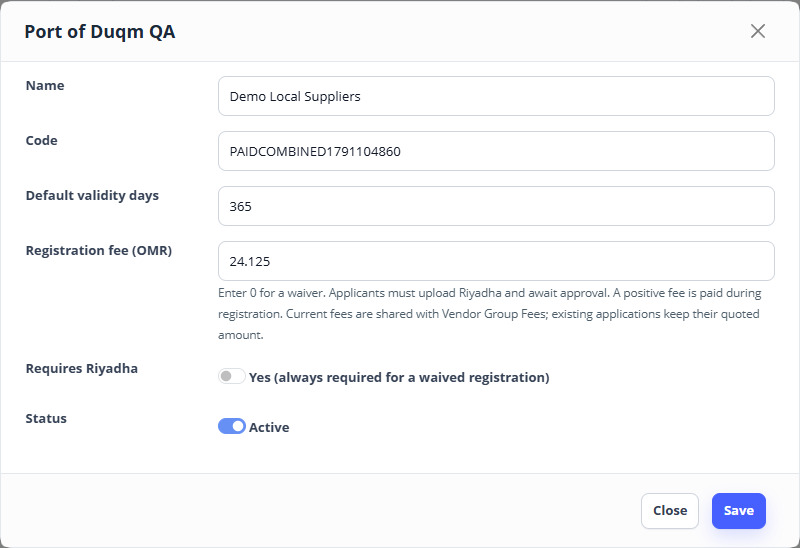 Port of Duqm QA
Name
Demo Local Suppliers
Code
PAIDCOMBINED1791104860
Default validity days
365
Registration fee (OMR)
24.125
Enter 0 for a waiver. Applicants must upload Riyadha and await approval. A positive fee is paid during
registration. Current fees are shared with Vendor Group Fees; existing applications keep their quoted
amount.
Requires Riyadha
Yes (always required for a waived registration)
Status
Active
Close
Save